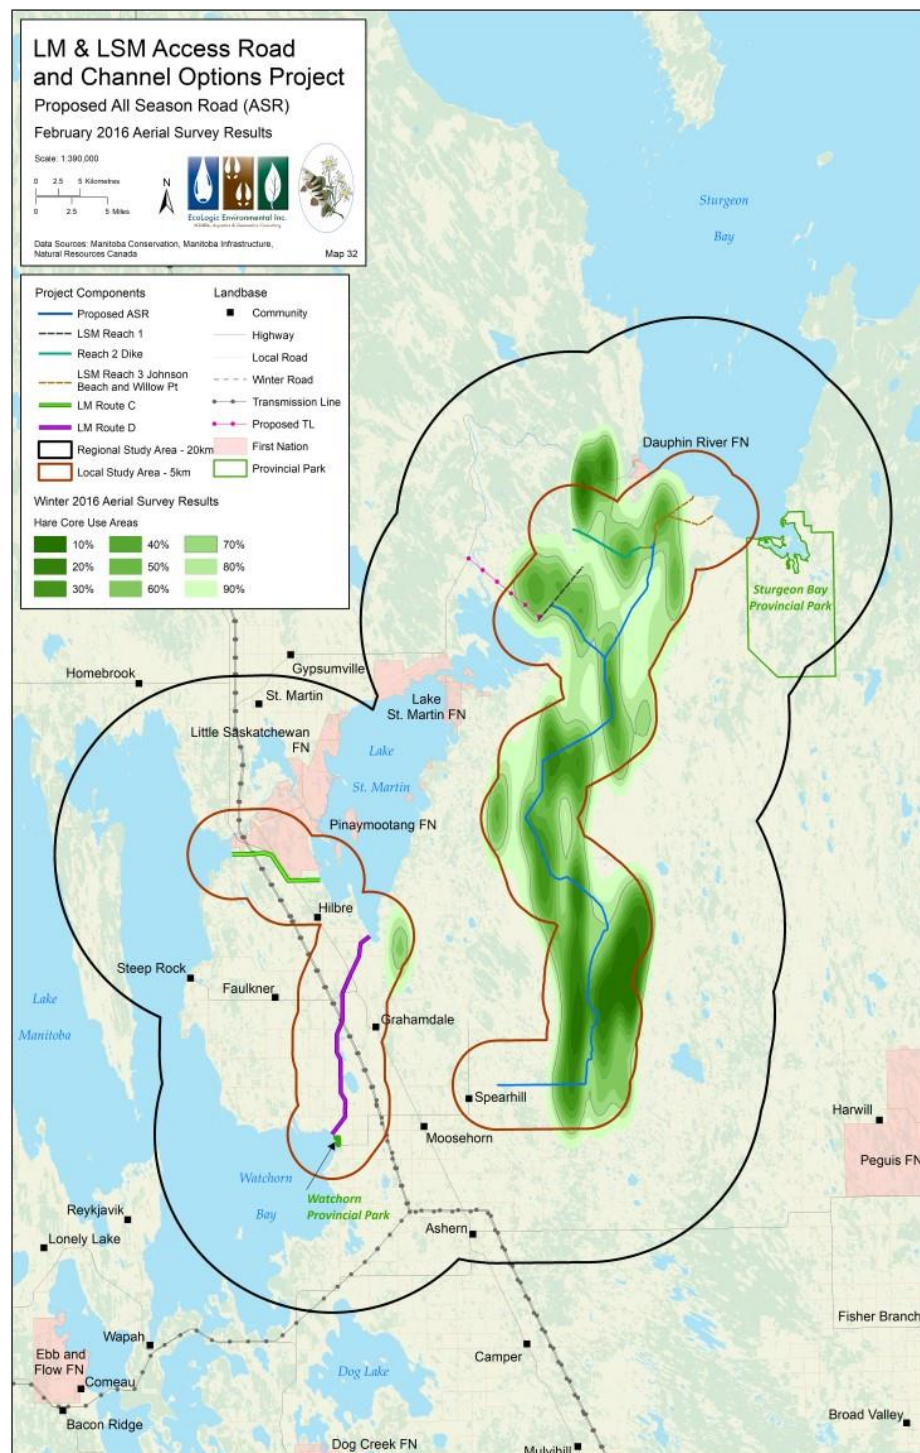 LM & LSM Access Road
and Channel Options Project
Proposed All Season Road (ASR)
February 2016 Aerial Survey Results
Scale: 1:390,000
0 2.5 5 Kilometres
0 2.5 5 Miles
N
EcoLogic Environmental Inc.
Data Sources: Manitoba Conservation, Manitoba Infrastructure,
Natural Resources Canada
Map 32
Project Components
Proposed ASR
LSM Reach 1
Reach 2 Dike
LSM Reach 3 Johnson
Beach and Willow Pt
LM Route C
LM Route D
Regional Study Area - 20km
Local Study Area - 5km
Landbase
Community
Highway
Local Road
Winter Road
Transmission Line
Proposed TL
First Nation
Provincial Park
Winter 2016 Aerial Survey Results
Hare Core Use Areas
10% 40% 70%
20% 50% 80%
30% 60% 90%
Sturgeon
Bay
Dauphin River FN
Sturgeon Bay
Provincial Park
Gypsumville
Homebrook
St. Martin
Lake
St. Martin FN
Little Saskatchewan
FN
Lake
St. Martin
Pinaymootang FN
Hilbre
Steep Rock
Faulkner
Lake
Manitoba
Grahamdale
Spearhill
Moosehorn
Harwill
Peguis FN
Watchorn
Bay
Watchorn
Provincial Park
Reykjavik
Lonely Lake
Ashern
Fisher Branch
Wapah
Ebb and
Flow FN
Comeau
Bacon Ridge
Camper
Dog Lake
Dog Creek FN
Mulvihill
Broad Valley